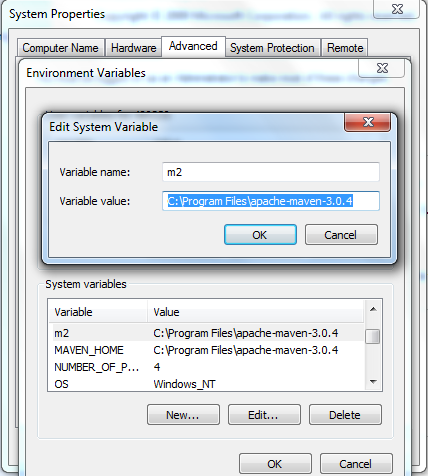 System Properties
Computer Name Hardware Advanced System Protection Remote
Environment Variables
Edit System Variable
Variable name: m2
Variable value: C:\Program Files\apache-maven-3.0.4
OK Cancel
System variables
Variable Value
m2 C:\Program Files\apache-maven-3.0.4
MAVEN_HOME C:\Program Files\apache-maven-3.0.4
NUMBER_OF_P... 4
OS Windows_NT
New... Edit... Delete
OK Cancel